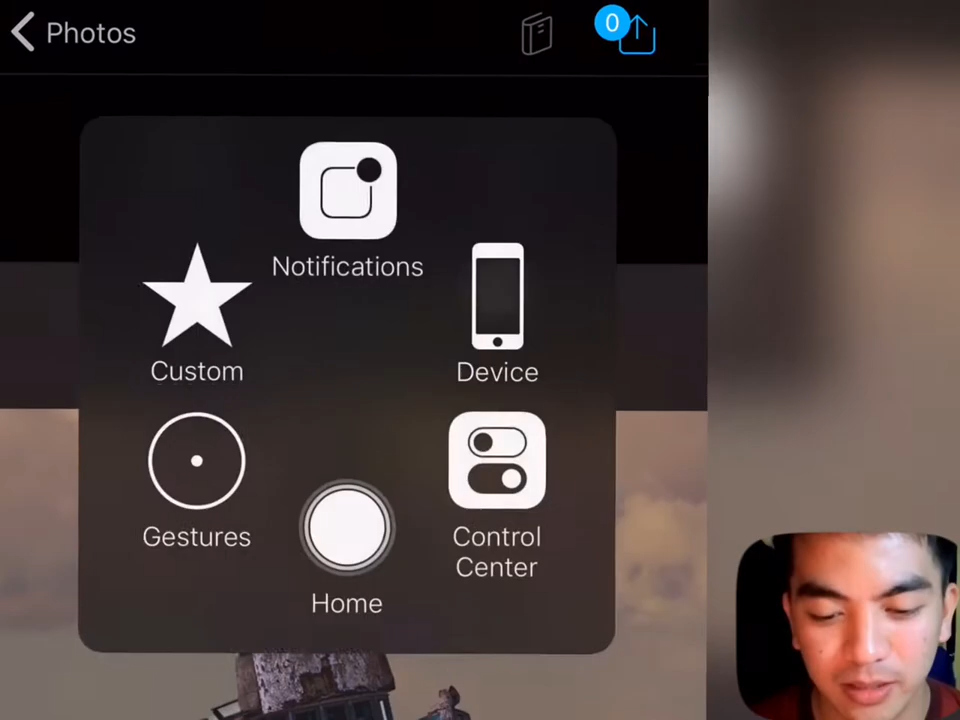 Photos
0
Notifications
Custom
Device
Gestures
Control
Center
Home